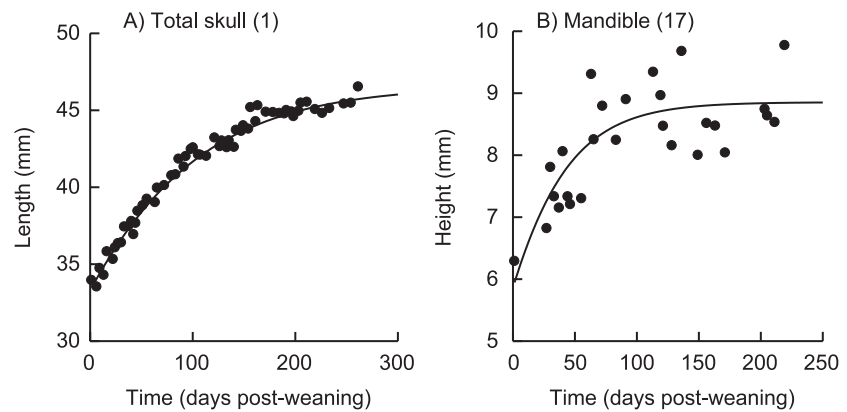 A) Total skull (1)
50
45
40
35
30
Length (mm)
0 100 200 300
Time (days post-weaning)
B) Mandible (17)
10
9
8
7
6
5
Height (mm)
0 50 100 150 200 250
Time (days post-weaning)